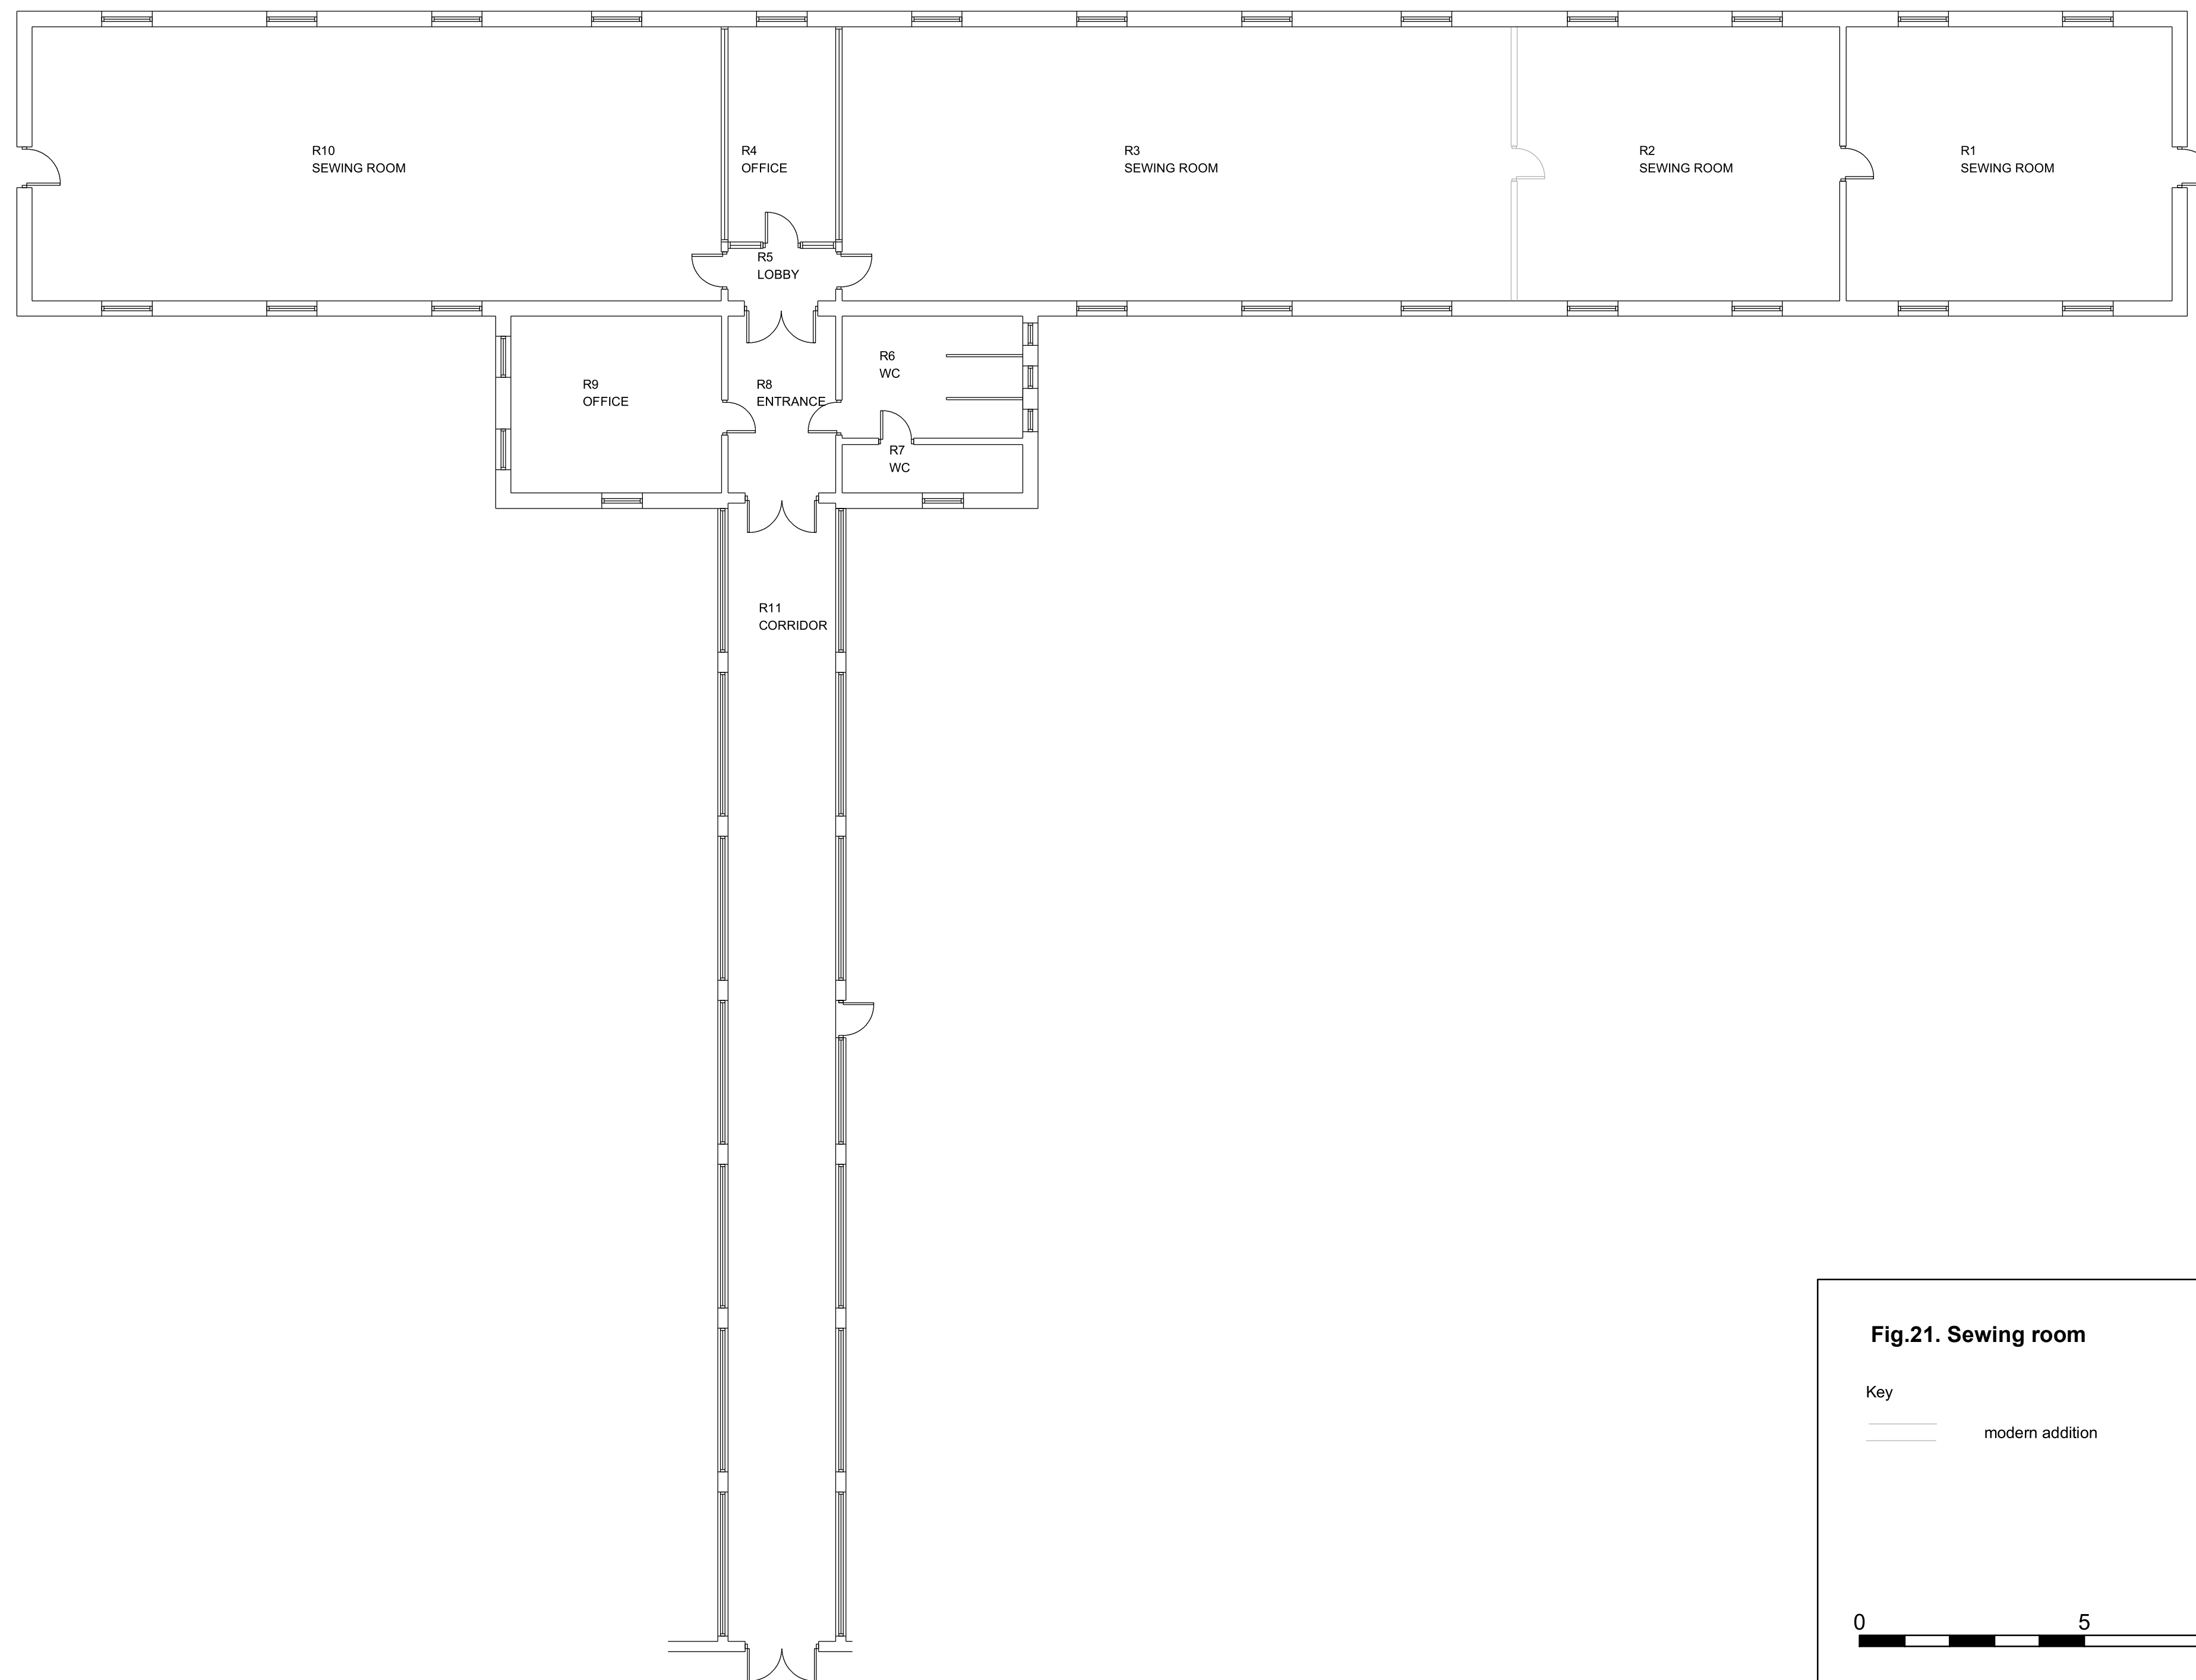 R10
SEWING ROOM
R4
OFFICE
R3
SEWING ROOM
R2
SEWING ROOM
R1
SEWING ROOM
R5
LOBBY
R6
WC
R9
OFFICE
R8
ENTRANCE
R7
WC
R11
CORRIDOR
Fig.21. Sewing room
Key
modern addition
0 5